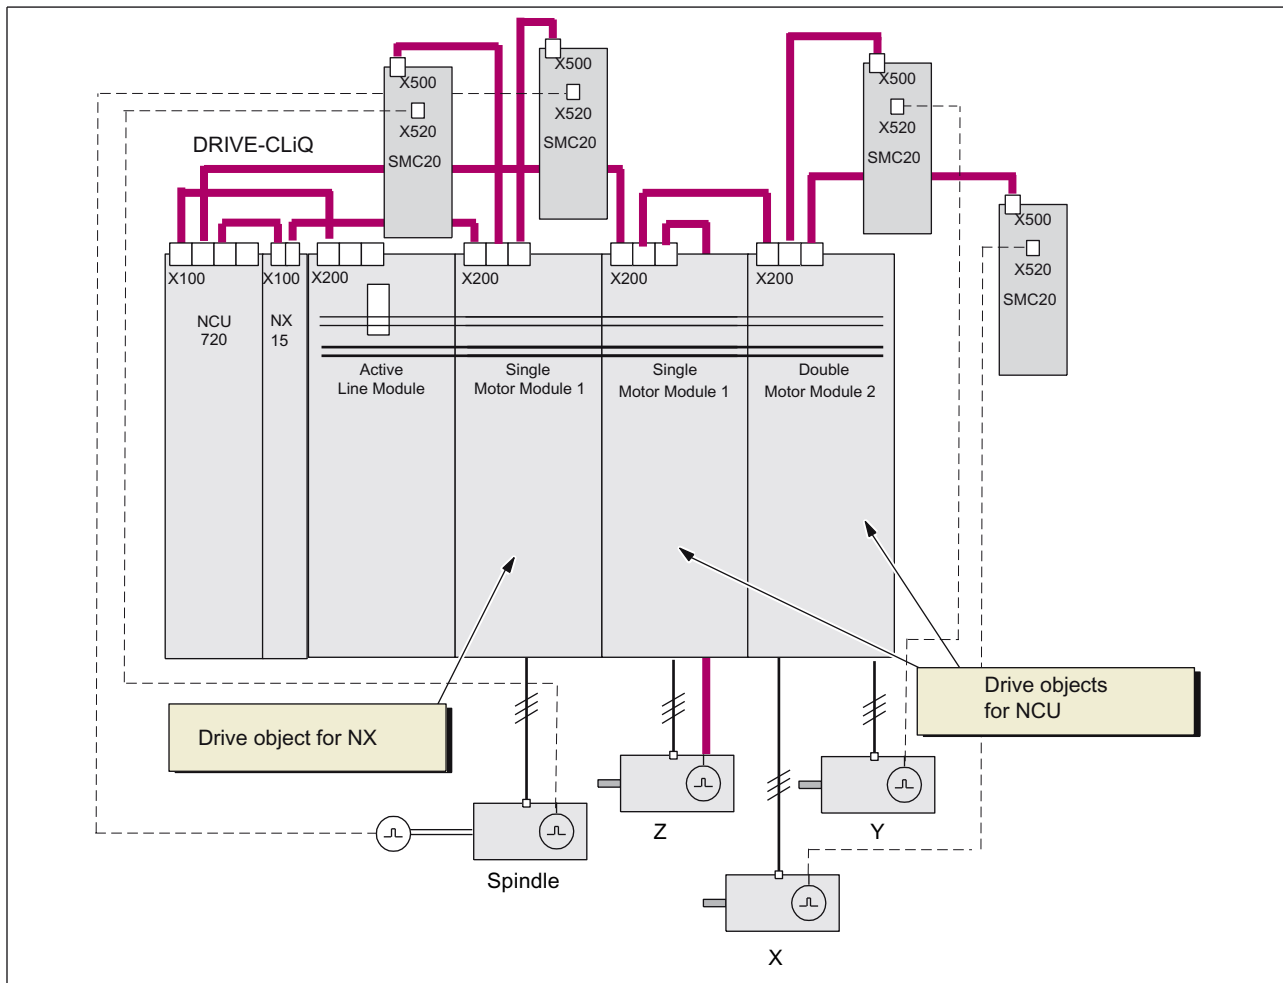 X500
X520
SMC20
X500
X520
SMC20
X500
X520
SMC20
X500
X520
SMC20
DRIVE-CLiQ
X100
X100
X200
X200
X200
X200
NCU
720
NX
15
Active
Line Module
Single
Motor Module 1
Single
Motor Module 1
Double
Motor Module 2
Drive object for NX
Drive objects
for NCU
Spindle
Z
Y
X